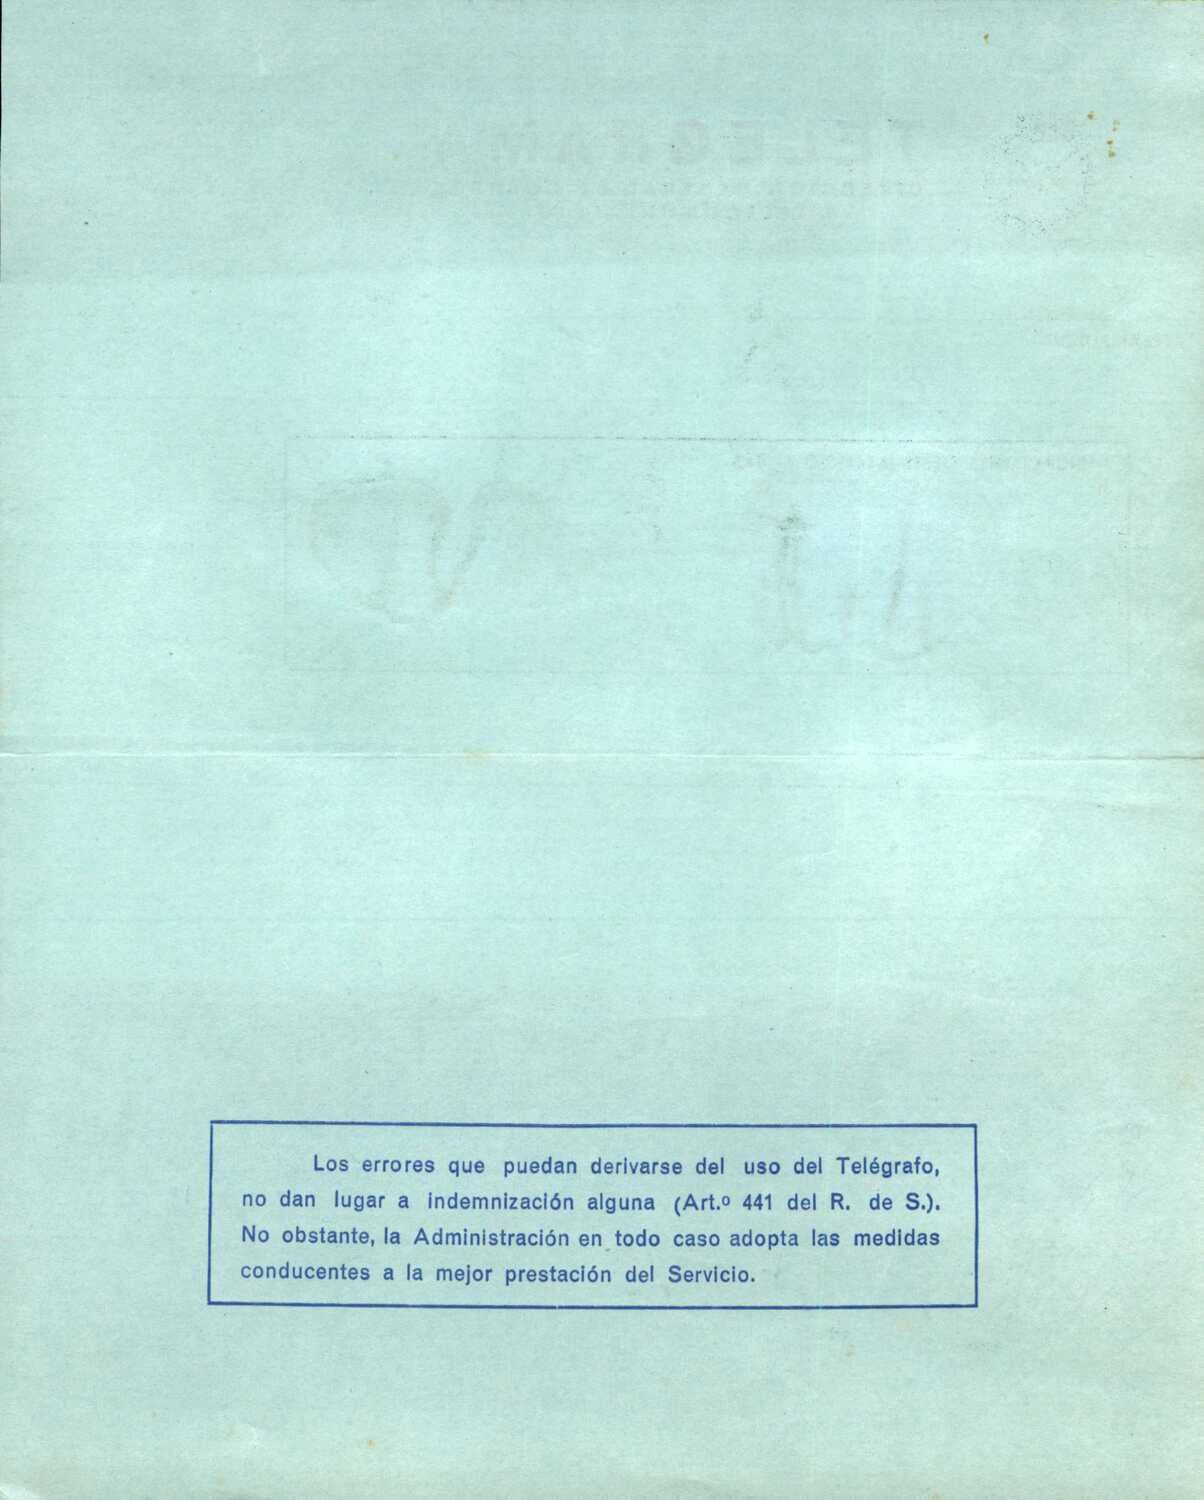 Los errores que puedan derivarse del uso del Telégrafo,
no dan lugar a indemnización alguna (Art.º 441 del R. de S.).
No obstante, la Administración en todo caso adopta las medidas
conducentes a la mejor prestación del Servicio.